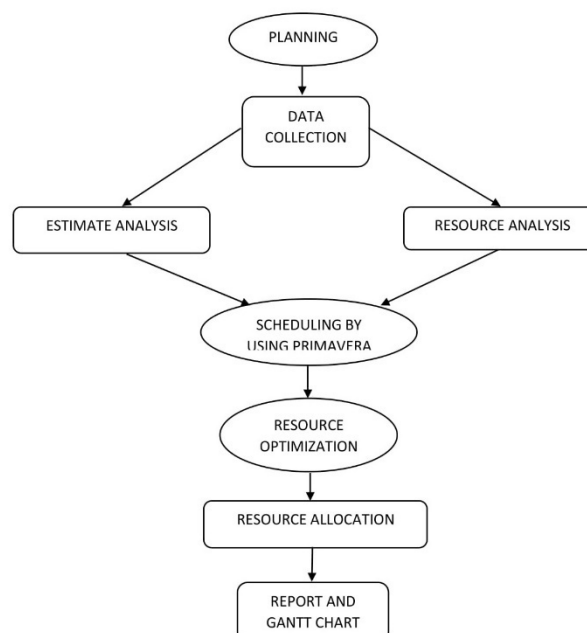 PLANNING
DATA
COLLECTION
ESTIMATE ANALYSIS
RESOURCE ANALYSIS
SCHEDULING BY
USING PRIMAVERA
RESOURCE
OPTIMIZATION
RESOURCE ALLOCATION
REPORT AND
GANTT CHART